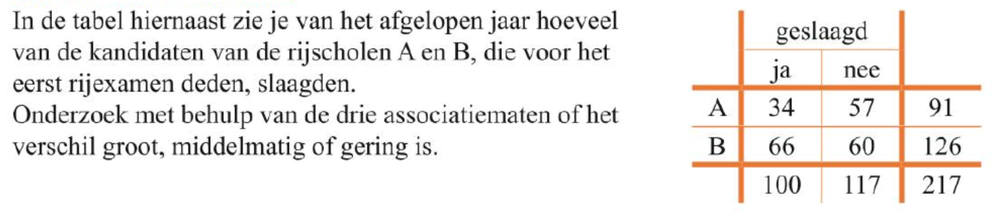 In de tabel hiernaast zie je van het afgelopen jaar hoeveel
van de kandidaten van de rijscholen A en B, die voor het
eerst rijexamen deden, slaagden.
Onderzoek met behulp van de drie associatiematen of het
verschil groot, middelmatig of gering is.
geslaagd
ja nee
A 34 57 91
B 66 60 126
100 117 217